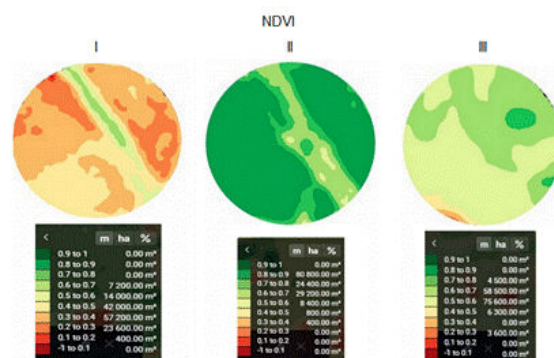 NDVI
I
II
III
< m ha %
0.9 to 1 0.00 m²
0.8 to 0.9 0.00 m²
0.7 to 0.8 0.00 m²
0.6 to 0.7 7 200.00 m²
0.5 to 0.6 14 000.00 m²
0.4 to 0.5 42 000.00 m²
0.3 to 0.4 57 200.00 m²
0.2 to 0.3 23 600.00 m²
0.1 to 0.2 400.00 m²
-1 to 0.1 0.00 m²
< m ha %
0.9 to 1 0.00 m²
0.8 to 0.9 80 800.00 m²
0.7 to 0.8 24 400.00 m²
0.6 to 0.7 29 200.00 m²
0.5 to 0.6 8 400.00 m²
0.4 to 0.5 800.00 m²
0.3 to 0.4 400.00 m²
0.2 to 0.3 0.00 m²
0.1 to 0.2 0.00 m²
-1 to 0.1 0.00 m²
< m ha %
0.9 to 1 0.00 m²
0.8 to 0.9 0.00 m²
0.7 to 0.8 4 500.00 m²
0.6 to 0.7 58 500.00 m²
0.5 to 0.6 75 600.00 m²
0.4 to 0.5 6 300.00 m²
0.3 to 0.4 0.00 m²
0.2 to 0.3 3 600.00 m²
0.1 to 0.2 0.00 m²
-1 to 0.1 0.00 m²